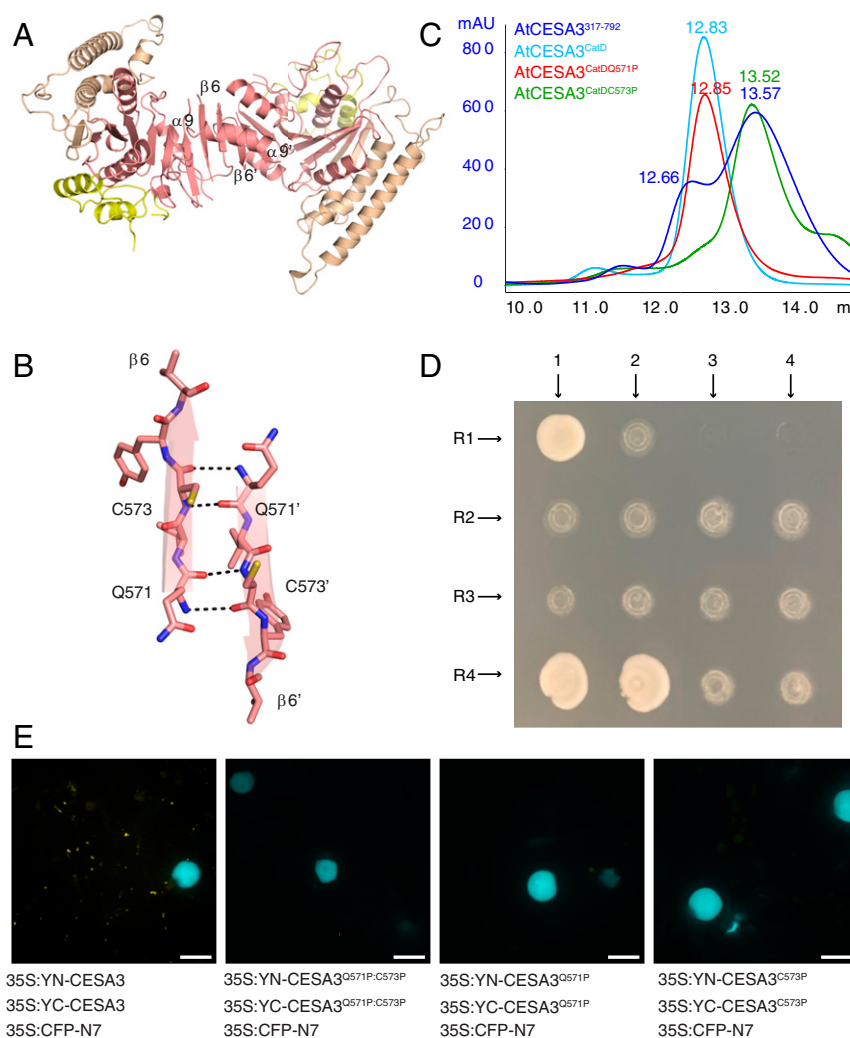 A
β6
α9
α9'
β6'
C
mAU
80 0
60 0
40 0
20 0
0
AtCESA3317-792
AtCESA3CatD
AtCESA3CatDQ571P
AtCESA3CatDC573P
12.83
12.85
13.52
13.57
12.66
10.0 11.0 12.0 13.0 14.0 m
B
β6
C573
Q571'
Q571
C573'
β6'
D
1 2 3 4
R1
R2
R3
R4
E
35S:YN-CESA3
35S:YC-CESA3
35S:CFP-N7
35S:YN-CESA3Q571P:C573P
35S:YC-CESA3Q571P:C573P
35S:CFP-N7
35S:YN-CESA3Q571P
35S:YC-CESA3Q571P
35S:CFP-N7
35S:YN-CESA3C573P
35S:YC-CESA3C573P
35S:CFP-N7